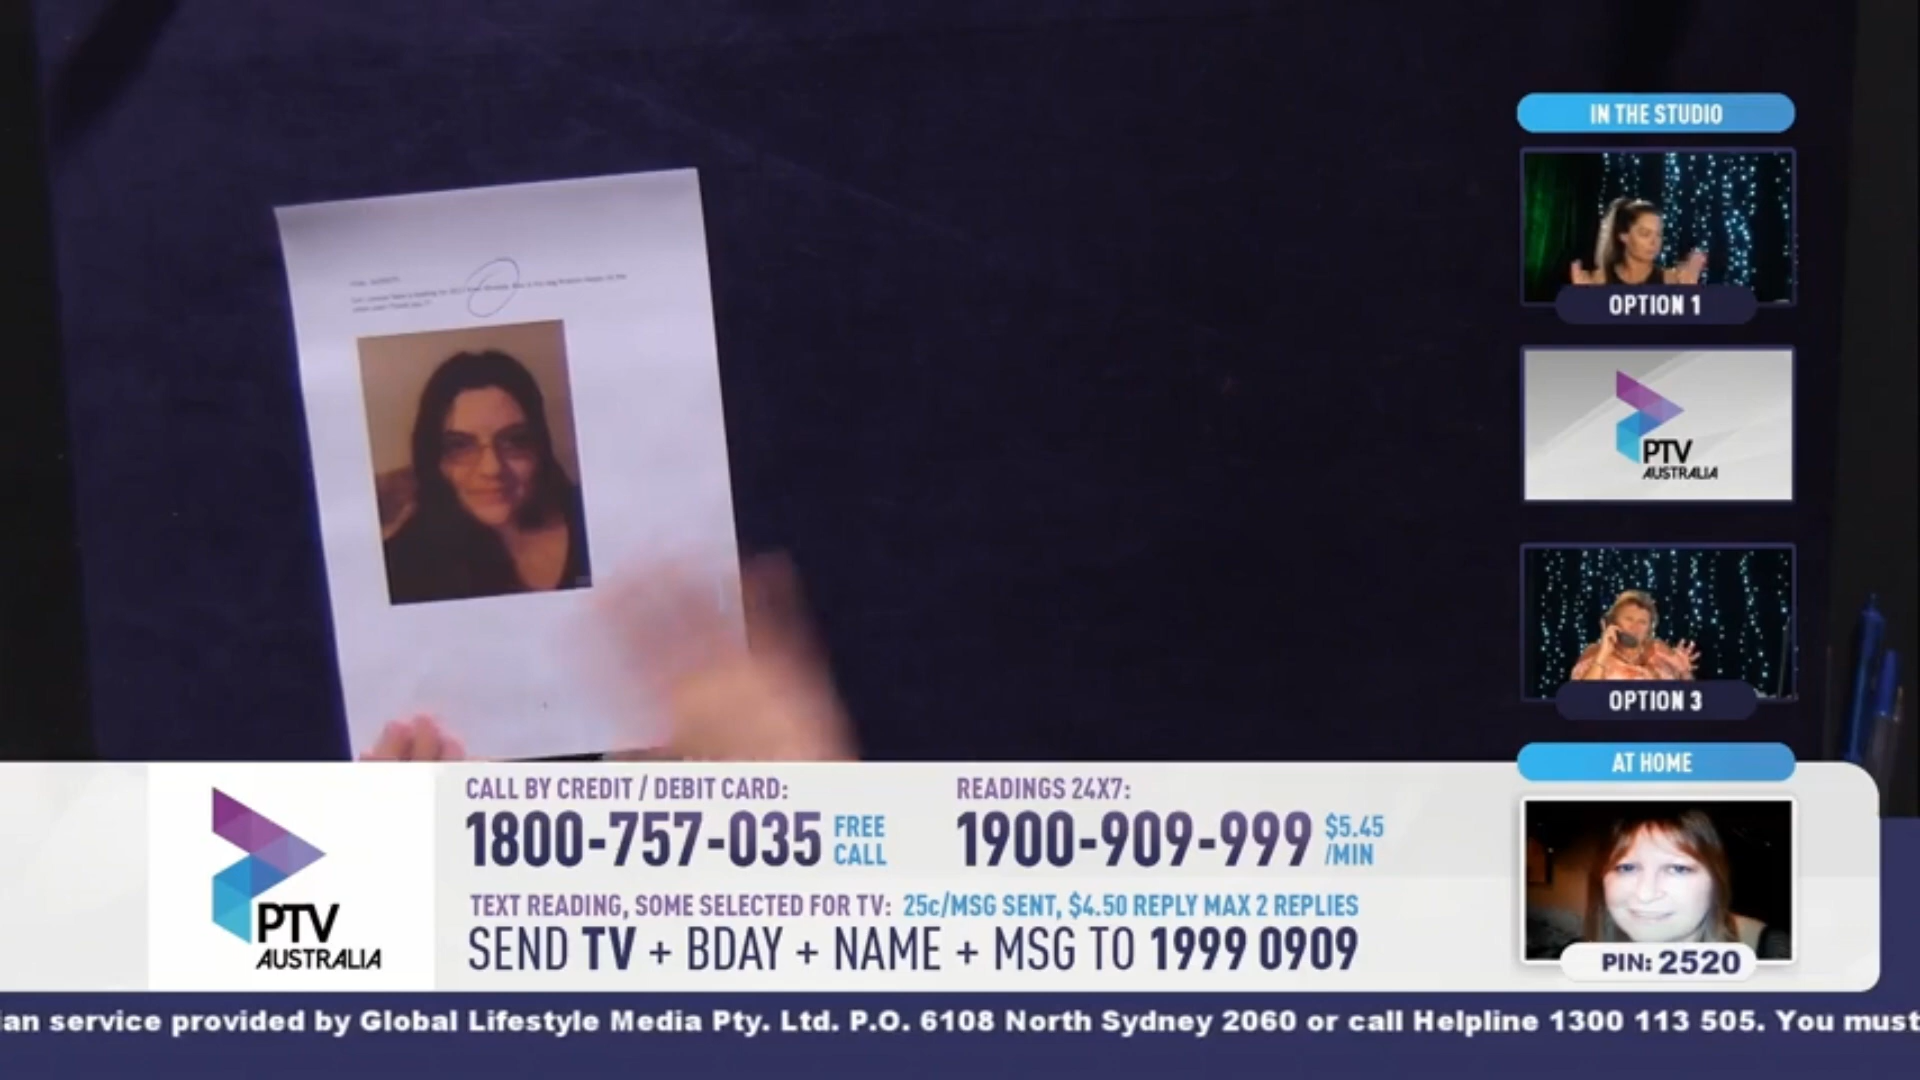 IN THE STUDIO
OPTION 1
PTV
AUSTRALIA
OPTION 3
AT HOME
PIN: 2520
CALL BY CREDIT / DEBIT CARD:
1800-757-035 FREE CALL
READINGS 24X7:
1900-909-999 $5.45 /MIN
TEXT READING, SOME SELECTED FOR TV: 25c/MSG SENT, $4.50 REPLY MAX 2 REPLIES
SEND TV + BDAY + NAME + MSG TO 1999 0909
PTV
AUSTRALIA
ian service provided by Global Lifestyle Media Pty. Ltd. P.O. 6108 North Sydney 2060 or call Helpline 1300 113 505. You must